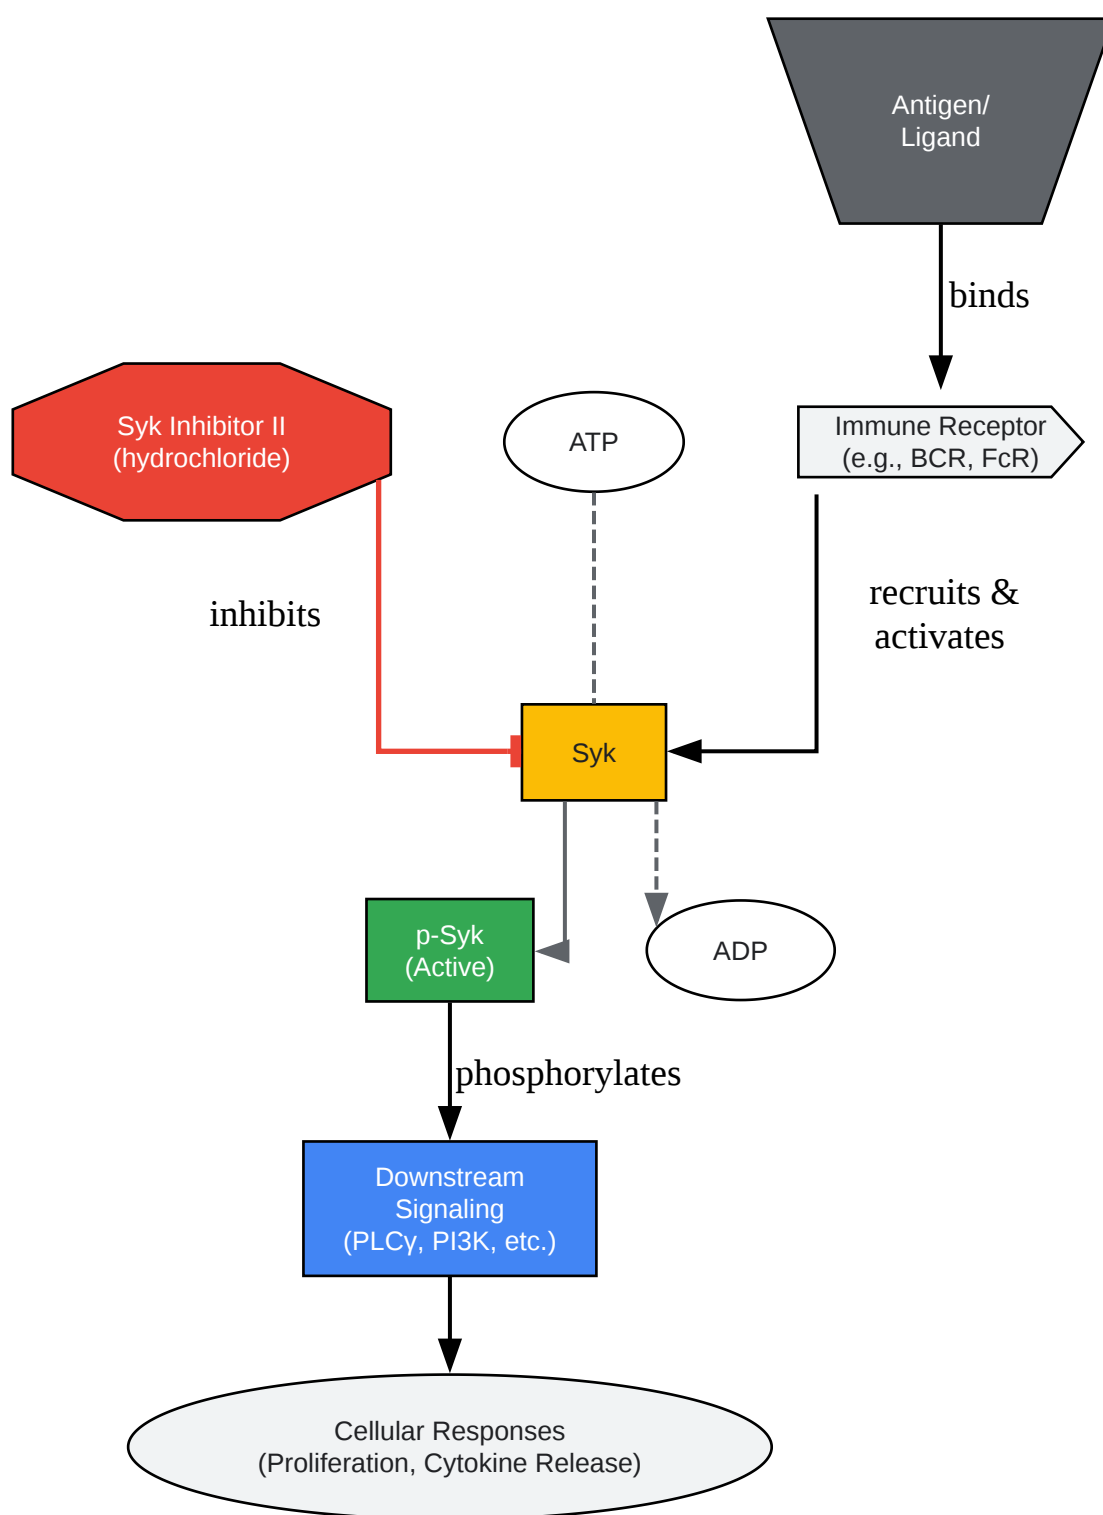 Antigen/
Ligand
binds
Syk Inhibitor II
(hydrochloride)
ATP
Immune Receptor
(e.g., BCR, FcR)
inhibits
recruits &
activates
Syk
p-Syk
(Active)
ADP
phosphorylates
Downstream
Signaling
(PLCγ, PI3K, etc.)
Cellular Responses
(Proliferation, Cytokine Release)